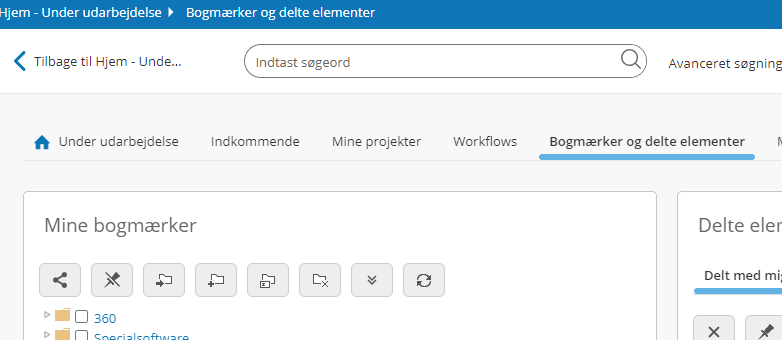 Hjem - Under udarbejdelse Bogmærker og delte elementer
Tilbage til Hjem - Unde...
Indtast søgeord
Avanceret søgning
Under udarbejdelse Indkommende Mine projekter Workflows Bogmærker og delte elementer
Mine bogmærker
Delte eler
Delt med mig
360
Specialsoftware